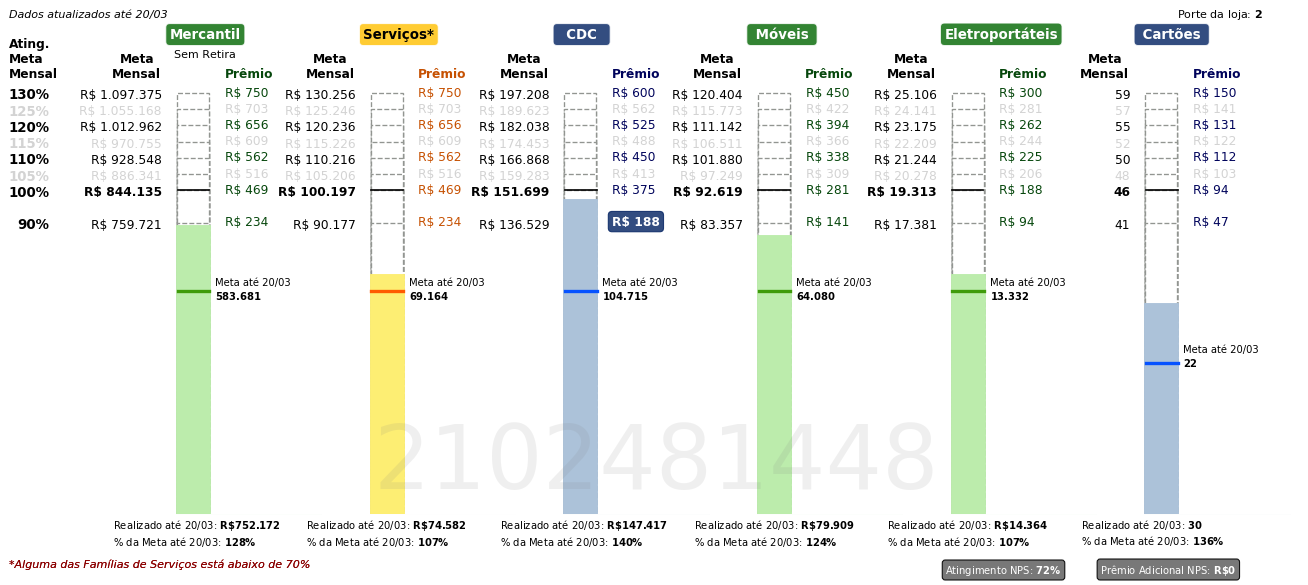 Dados atualizados até 20/03
Porte da loja: 2
Mercantil Serviços* CDC Móveis Eletroportáteis Cartões
Sem Retira
Ating. Meta Mensal
Meta Mensal Prêmio Meta Mensal Prêmio Meta Mensal Prêmio Meta Mensal Prêmio Meta Mensal Prêmio Meta Mensal Prêmio
130% R$ 1.097.375 R$ 750 R$ 130.256 R$ 750 R$ 197.208 R$ 600 R$ 120.404 R$ 450 R$ 25.106 R$ 300 59 R$ 150
125% R$ 1.055.168 R$ 703 R$ 125.246 R$ 703 R$ 189.623 R$ 562 R$ 115.773 R$ 422 R$ 24.141 R$ 281 57 R$ 141
120% R$ 1.012.962 R$ 656 R$ 120.236 R$ 656 R$ 182.038 R$ 525 R$ 111.142 R$ 394 R$ 23.175 R$ 262 55 R$ 131
115% R$ 970.755 R$ 609 R$ 115.226 R$ 609 R$ 174.453 R$ 488 R$ 106.511 R$ 366 R$ 22.209 R$ 244 52 R$ 122
110% R$ 928.548 R$ 562 R$ 110.216 R$ 562 R$ 166.868 R$ 450 R$ 101.880 R$ 338 R$ 21.244 R$ 225 50 R$ 112
105% R$ 886.341 R$ 516 R$ 105.206 R$ 516 R$ 159.283 R$ 413 R$ 97.249 R$ 309 R$ 20.278 R$ 206 48 R$ 103
100% R$ 844.135 R$ 469 R$ 100.197 R$ 469 R$ 151.699 R$ 375 R$ 92.619 R$ 281 R$ 19.313 R$ 188 46 R$ 94
90% R$ 759.721 R$ 234 R$ 90.177 R$ 234 R$ 136.529 R$ 188 R$ 83.357 R$ 141 R$ 17.381 R$ 94 41 R$ 47
Meta até 20/03 Meta até 20/03 Meta até 20/03 Meta até 20/03 Meta até 20/03
583.681 69.164 104.715 64.080 13.332
Meta até 20/03
22
2102481448
Realizado até 20/03: R$752.172 Realizado até 20/03: R$74.582 Realizado até 20/03: R$147.417 Realizado até 20/03: R$79.909 Realizado até 20/03: R$14.364 Realizado até 20/03: 30
% da Meta até 20/03: 128% % da Meta até 20/03: 107% % da Meta até 20/03: 140% % da Meta até 20/03: 124% % da Meta até 20/03: 107% % da Meta até 20/03: 136%
*Alguma das Famílias de Serviços está abaixo de 70%
Atingimento NPS: 72% Prêmio Adicional NPS: R$0